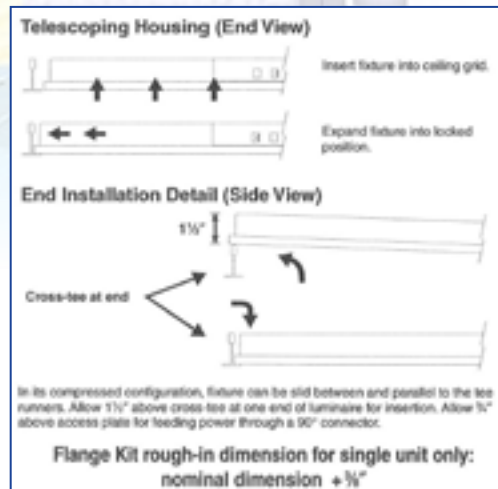 Telescoping Housing (End View)
Insert fixture into ceiling grid.
Expand fixture into locked
position.
End Installation Detail (Side View)
1½"
Cross-tee at end
In its compressed configuration, fixture can be slid between and parallel to the tee
runners. Allow 1½" above cross-tee at one end of luminaire for insertion. Allow ¾"
above access plate for feeding power through a 90° connector.
Flange Kit rough-in dimension for single unit only:
nominal dimension + ⅜"